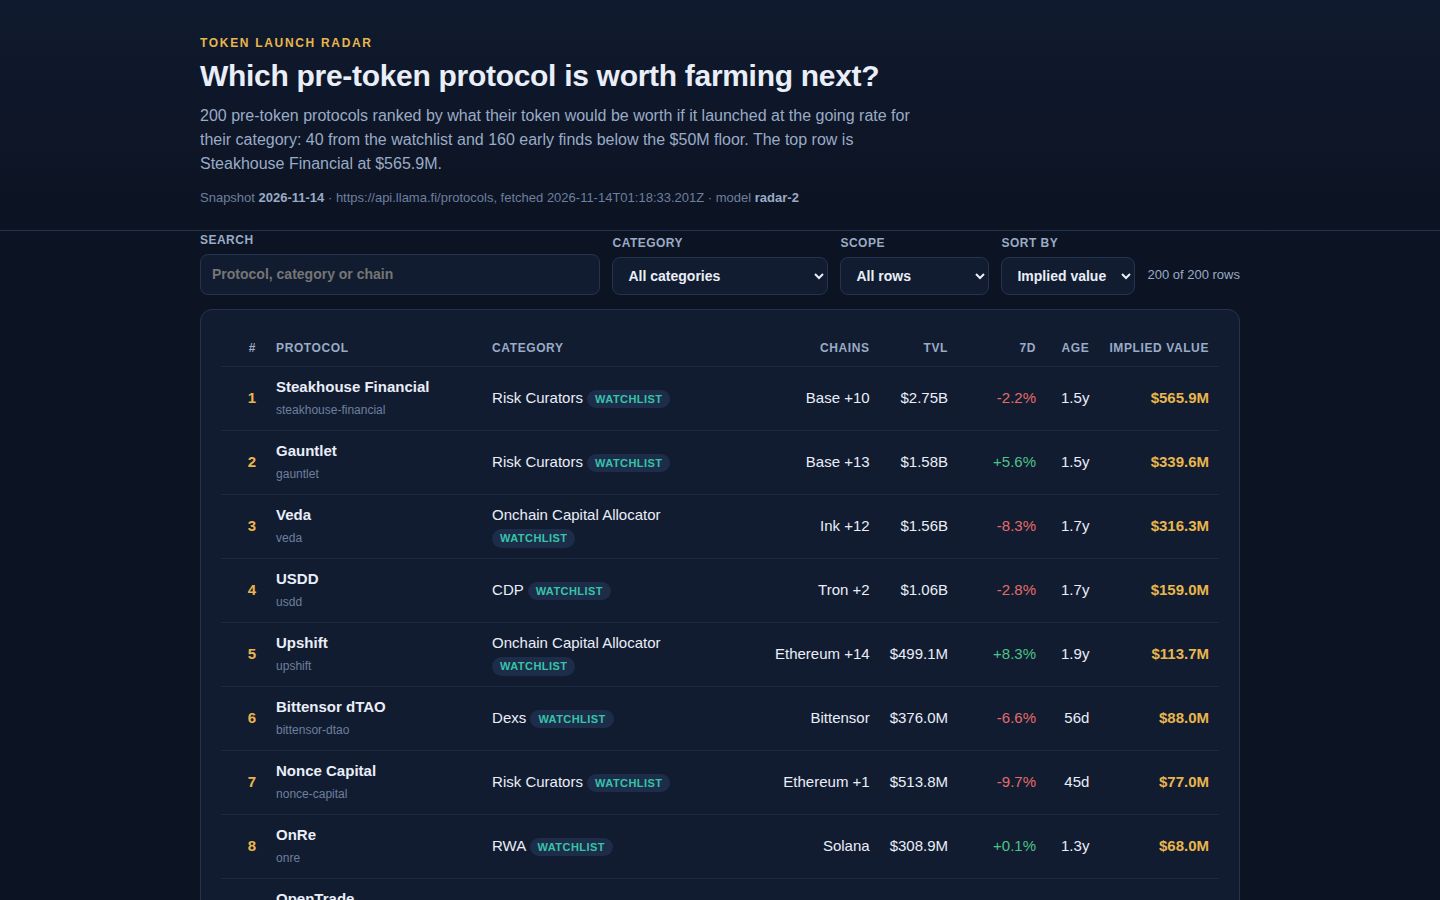 TOKEN LAUNCH RADAR
Which pre-token protocol is worth farming next?
200 pre-token protocols ranked by what their token would be worth if it launched at the going rate for
their category: 40 from the watchlist and 160 early finds below the $50M floor. The top row is
Steakhouse Financial at $565.9M.
Snapshot 2026-11-14 · https://api.llama.fi/protocols, fetched 2026-11-14T01:18:33.201Z · model radar-2
SEARCH CATEGORY SCOPE SORT BY
Protocol, category or chain All categories All rows Implied value 200 of 200 rows
# PROTOCOL CATEGORY CHAINS TVL 7D AGE IMPLIED VALUE
1 Steakhouse Financial Risk Curators WATCHLIST Base +10 $2.75B -2.2% 1.5y $565.9M
steakhouse-financial
2 Gauntlet Risk Curators WATCHLIST Base +13 $1.58B +5.6% 1.5y $339.6M
gauntlet
3 Veda Onchain Capital Allocator Ink +12 $1.56B -8.3% 1.7y $316.3M
veda WATCHLIST
4 USDD CDP WATCHLIST Tron +2 $1.06B -2.8% 1.7y $159.0M
usdd
5 Upshift Onchain Capital Allocator Ethereum +14 $499.1M +8.3% 1.9y $113.7M
upshift WATCHLIST
6 Bittensor dTAO Dexs WATCHLIST Bittensor $376.0M -6.6% 56d $88.0M
bittensor-dtao
7 Nonce Capital Risk Curators WATCHLIST Ethereum +1 $513.8M -9.7% 45d $77.0M
nonce-capital
8 OnRe RWA WATCHLIST Solana $308.9M +0.1% 1.3y $68.0M
onre
OpenTrade